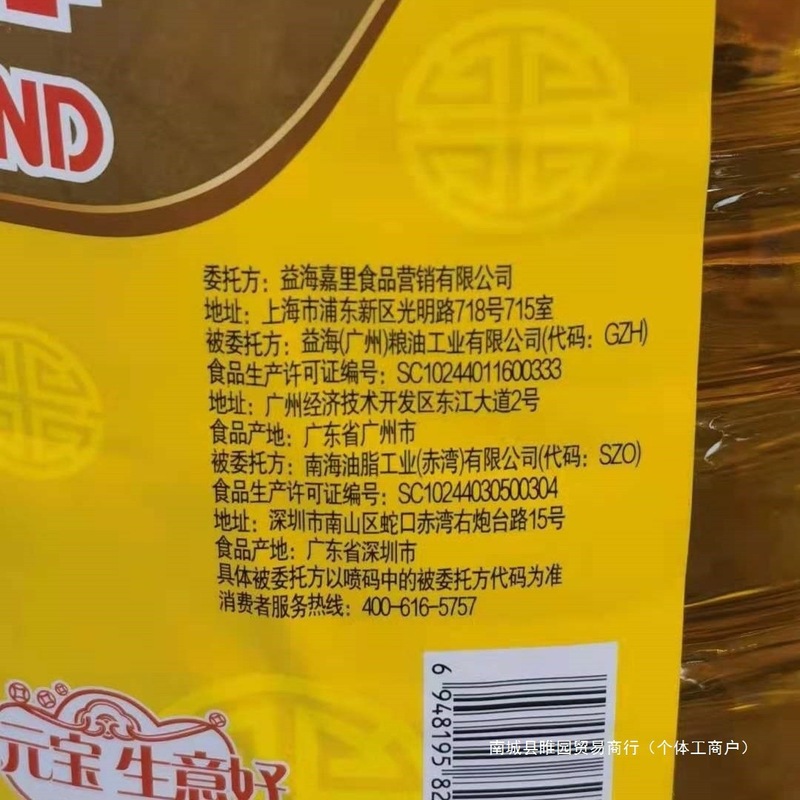 ND
委托方：益海嘉里食品营销有限公司
地址：上海市浦东新区光明路718号715室
被委托方：益海(广州)粮油工业有限公司(代码：GZH)
食品生产许可证编号：SC10244011600333
地址：广州经济技术开发区东江大道2号
食品产地：广东省广州市
被委托方：南海油脂工业(赤湾)有限公司(代码：SZO)
食品生产许可证编号：SC10244030500304
地址：深圳市南山区蛇口赤湾右炮台路15号
食品产地：广东省深圳市
具体被委托方以喷码中的被委托方代码为准
消费者服务热线：400-616-5757
6 948195 82
元宝 生意好
南城县睢园贸易商行（个体工商户）